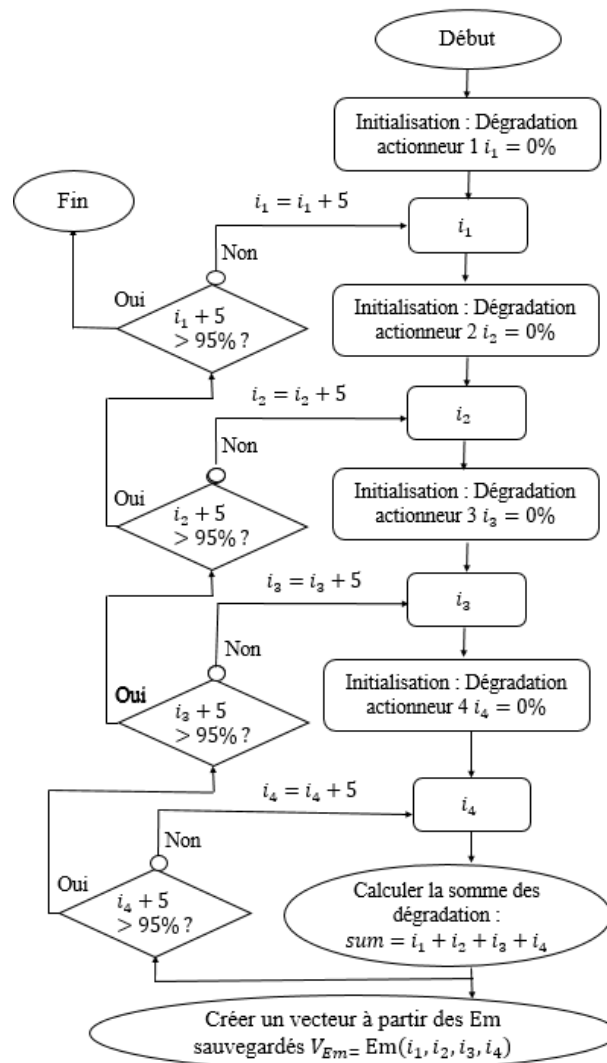 Début
Initialisation : Dégradation
actionneur 1 i₁ = 0%
Fin
i₁ = i₁ + 5
i₁
Non
Oui
i₁ + 5
> 95% ?
Initialisation : Dégradation
actionneur 2 i₂ = 0%
i₂ = i₂ + 5
i₂
Non
Oui
i₂ + 5
> 95% ?
Initialisation : Dégradation
actionneur 3 i₃ = 0%
i₃ = i₃ + 5
i₃
Non
Oui
i₃ + 5
> 95% ?
Initialisation : Dégradation
actionneur 4 i₄ = 0%
i₄ = i₄ + 5
i₄
Non
Oui
i₄ + 5
> 95% ?
Calculer la somme des
dégradation :
sum = i₁ + i₂ + i₃ + i₄
Créer un vecteur à partir des Em
sauvegardés V_Em= Em(i₁, i₂, i₃, i₄)